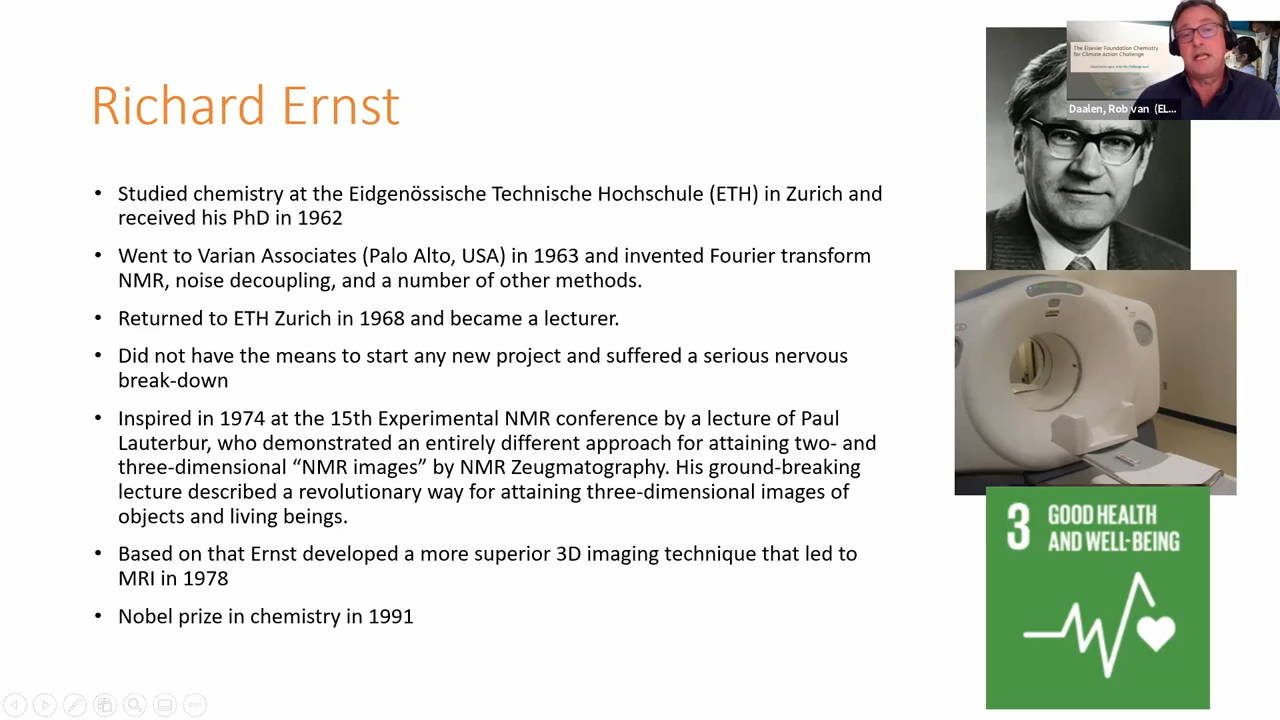 Richard Ernst
• Studied chemistry at the Eidgenössische Technische Hochschule (ETH) in Zurich and
received his PhD in 1962
• Went to Varian Associates (Palo Alto, USA) in 1963 and invented Fourier transform
NMR, noise decoupling, and a number of other methods.
• Returned to ETH Zurich in 1968 and became a lecturer.
• Did not have the means to start any new project and suffered a serious nervous
break-down
• Inspired in 1974 at the 15th Experimental NMR conference by a lecture of Paul
Lauterbur, who demonstrated an entirely different approach for attaining two- and
three-dimensional “NMR images” by NMR Zeugmatography. His ground-breaking
lecture described a revolutionary way for attaining three-dimensional images of
objects and living beings.
• Based on that Ernst developed a more superior 3D imaging technique that led to
MRI in 1978
• Nobel prize in chemistry in 1991
The Elsevier Foundation Chemistry
for Climate Action Challenge
Daalen, Rob van (EL...
3 GOOD HEALTH
AND WELL-BEING